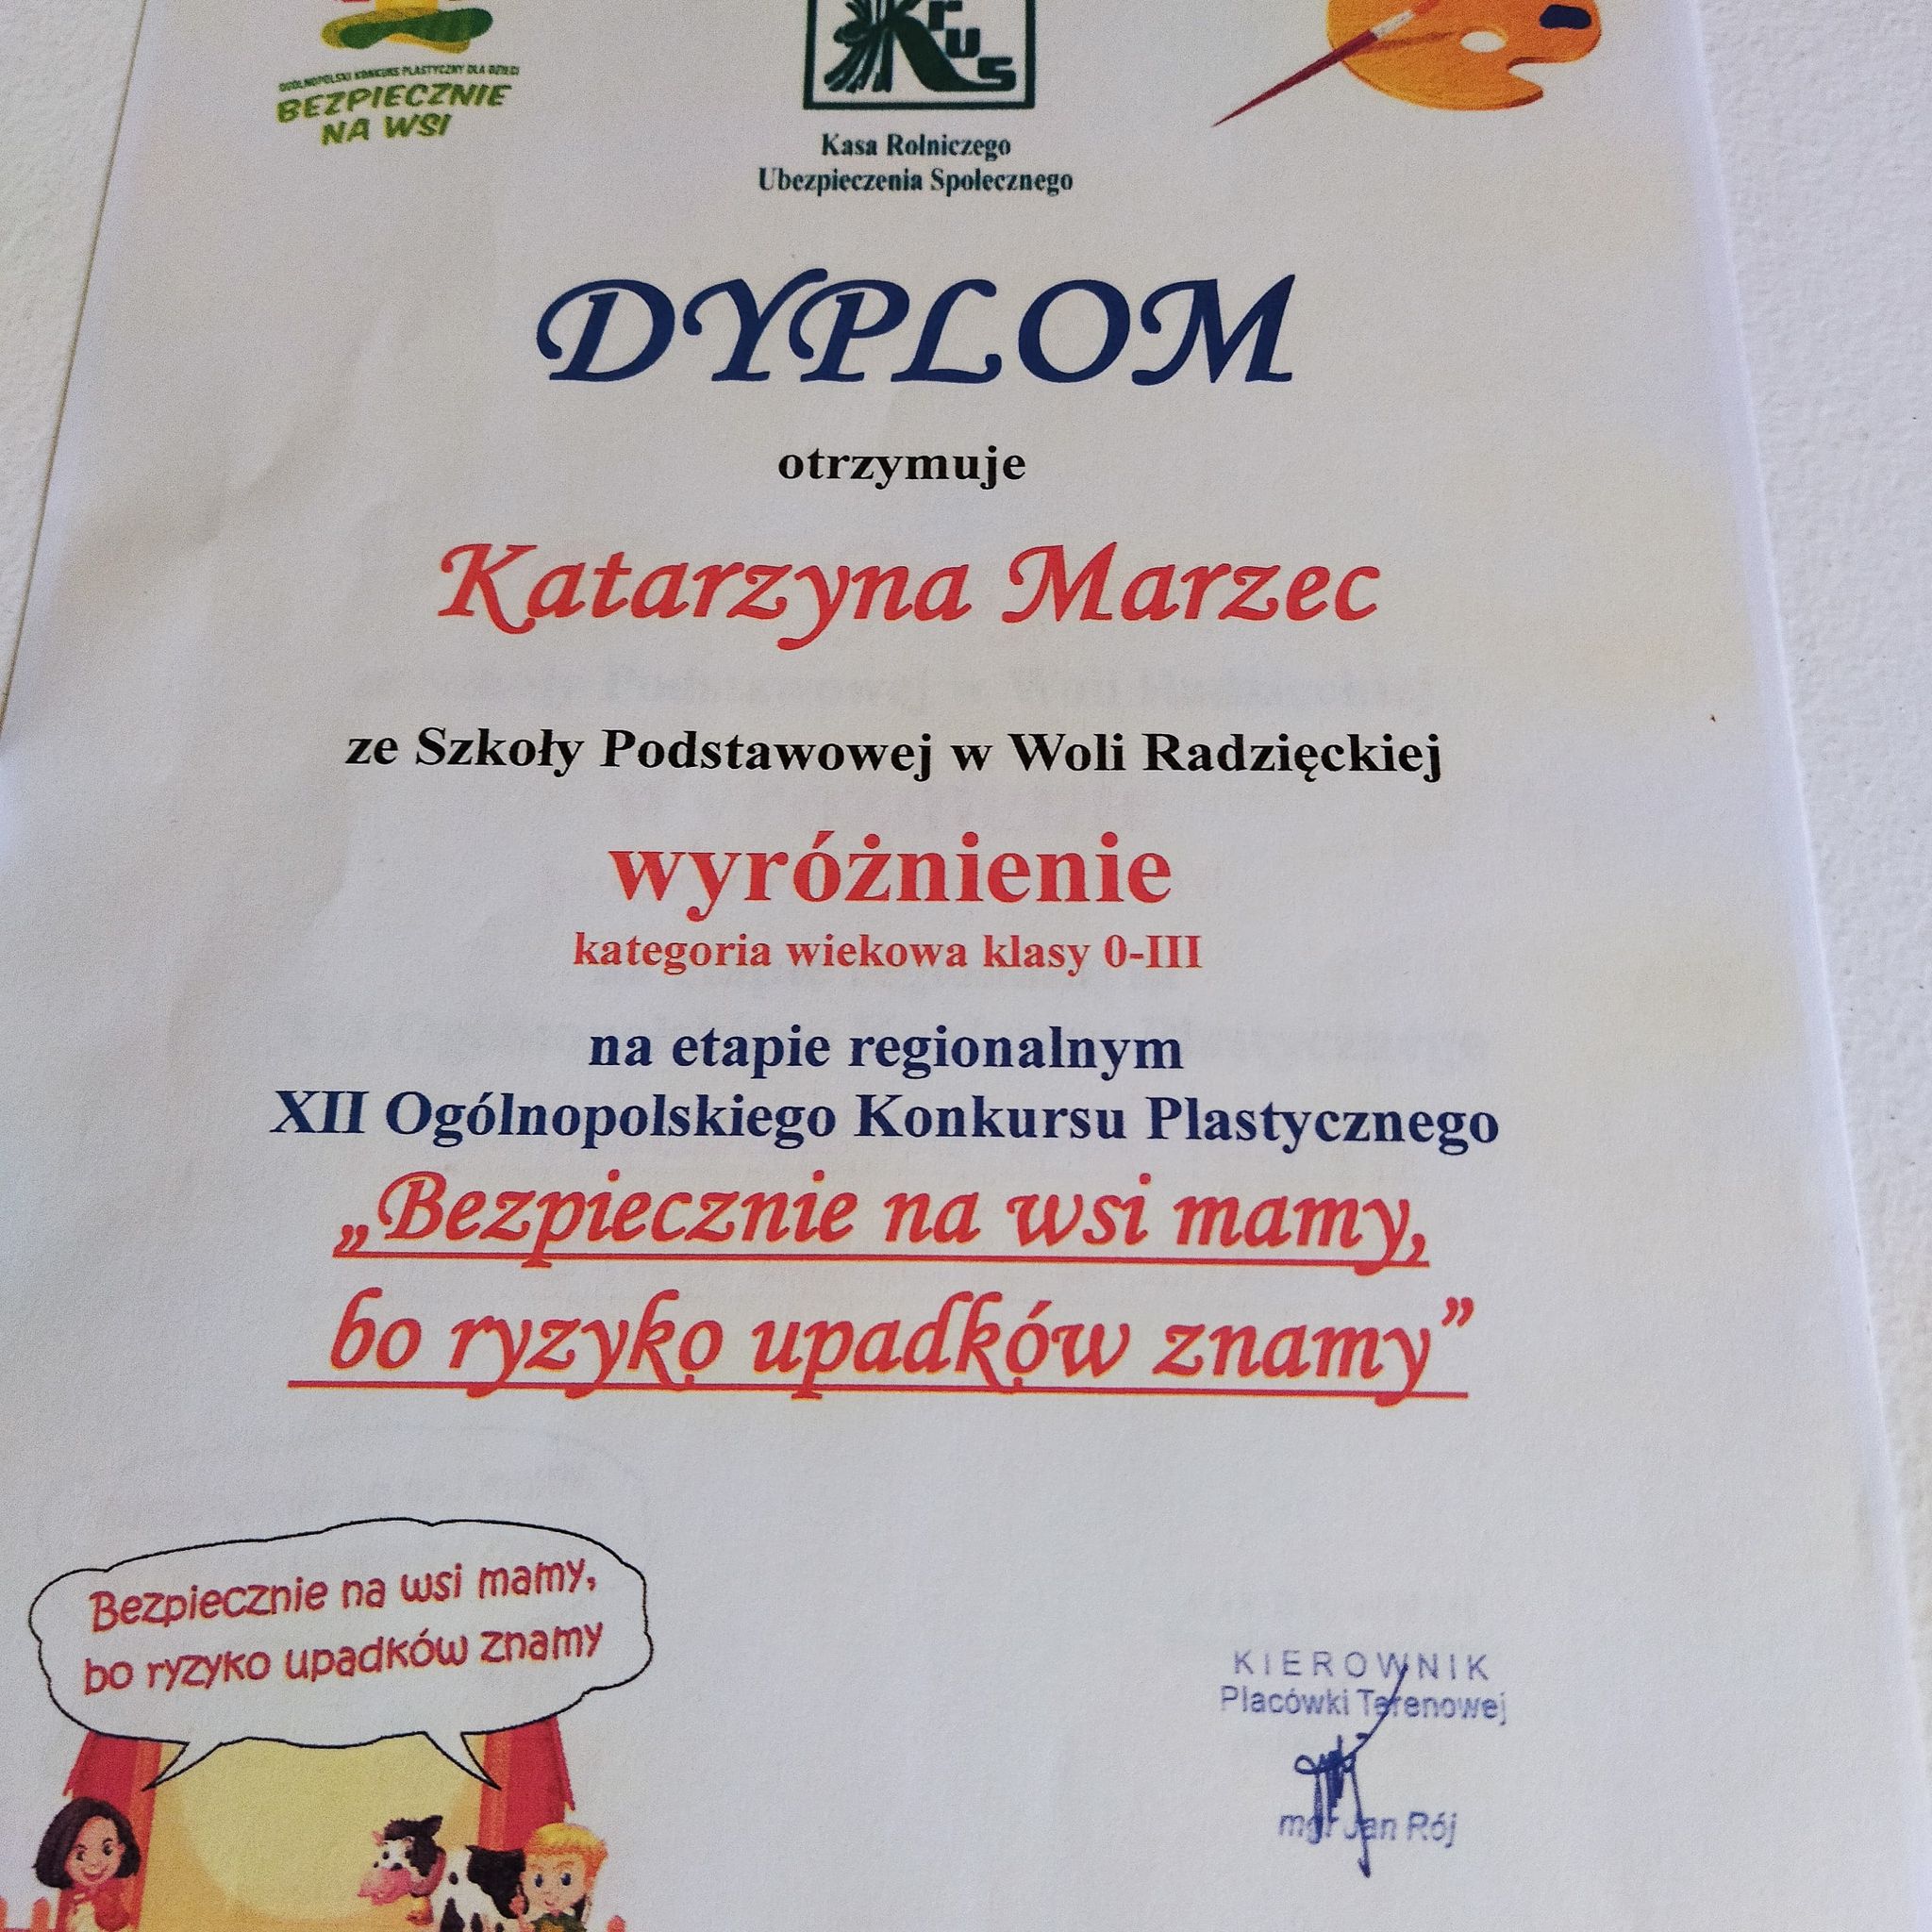 OGÓLNOPOLSKI KONKURS PLASTYCZNY DLA DZIECI
BEZPIECZNIE
NA WSI
Krus
Kasa Rolniczego
Ubezpieczenia Społecznego
DYPLOM
otrzymuje
Katarzyna Marzec
ze Szkoły Podstawowej w Woli Radzięckiej
wyróżnienie
kategoria wiekowa klasy 0-III
na etapie regionalnym
XII Ogólnopolskiego Konkursu Plastycznego
„Bezpiecznie na wsi mamy,
bo ryzyko upadków znamy”
Bezpiecznie na wsi mamy,
bo ryzyko upadków znamy
KIEROWNIK
Placówki Terenowej
mgr Jan Rój